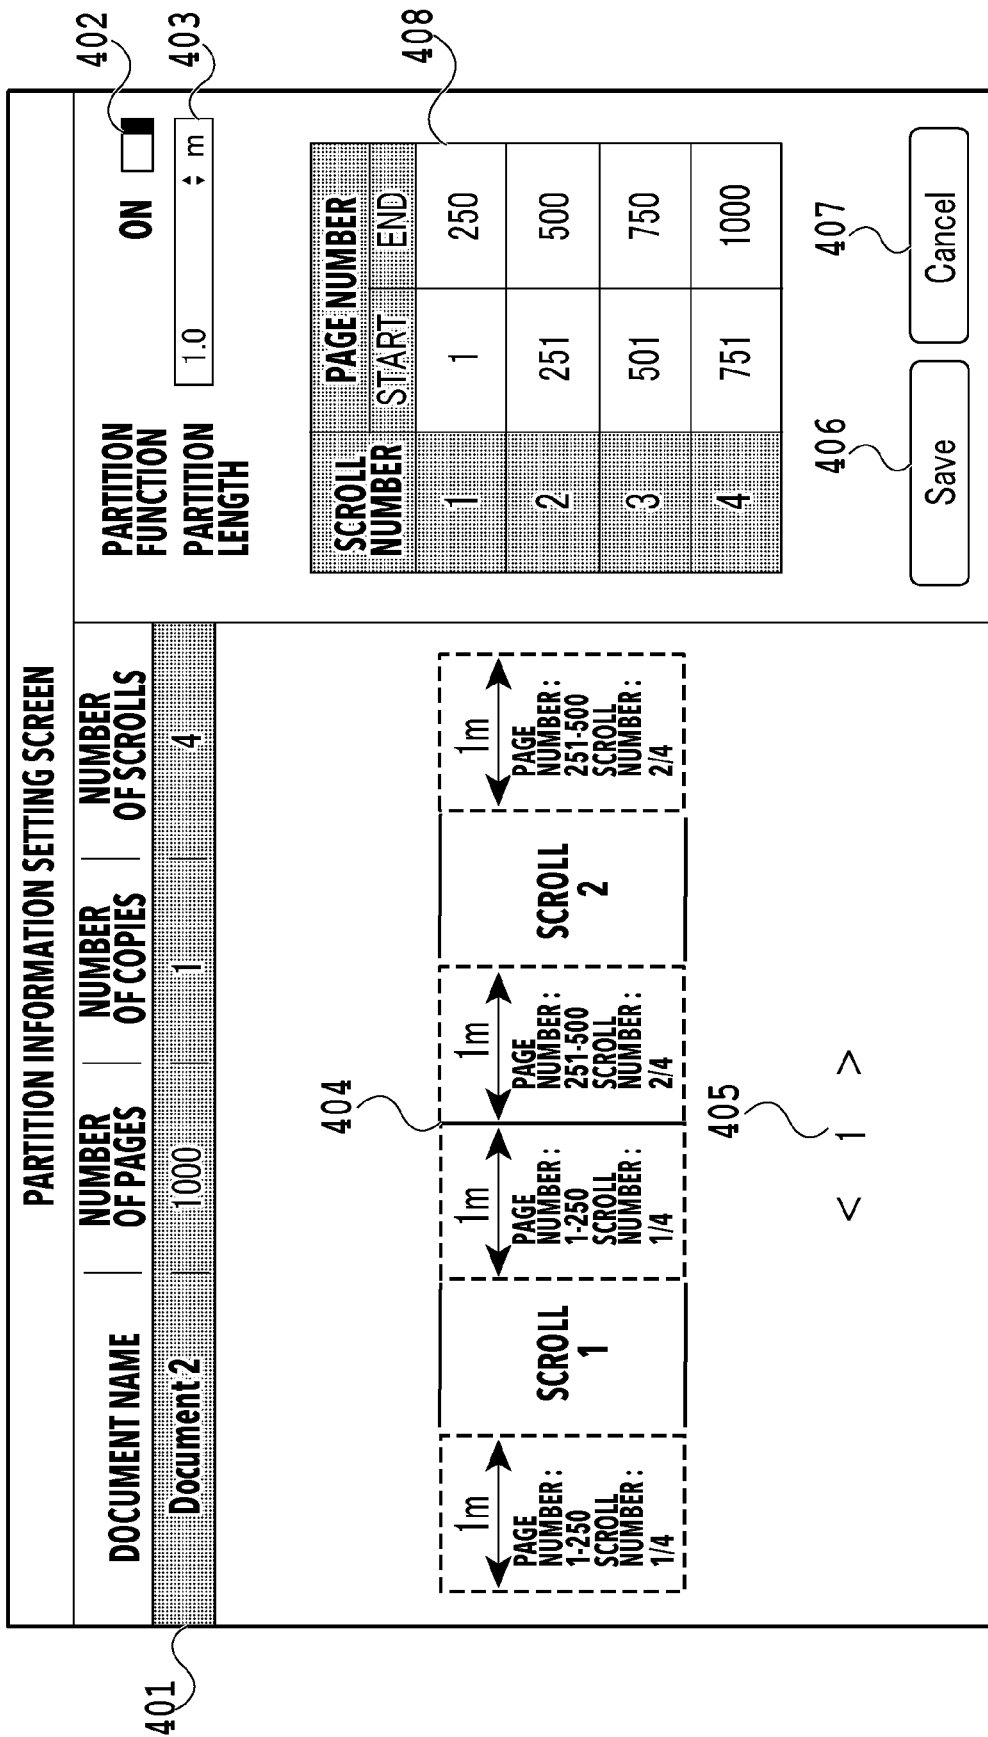 PARTITION INFORMATION SETTING SCREEN
DOCUMENT NAME
NUMBER
OF PAGES
NUMBER
OF COPIES
NUMBER
OF SCROLLS
Document 2
1000
1
4
401
PARTITION
FUNCTION
ON
402
PARTITION
LENGTH
1.0
m
403
1m
PAGE
NUMBER:
1-250
SCROLL
NUMBER:
1/4
SCROLL
1
1m
PAGE
NUMBER:
1-250
SCROLL
NUMBER:
1/4
404
1m
PAGE
NUMBER:
251-500
SCROLL
NUMBER:
2/4
SCROLL
2
1m
PAGE
NUMBER:
251-500
SCROLL
NUMBER:
2/4
405
< 1 >
SCROLL
NUMBER
PAGE NUMBER
START END
408
1 1 250
2 251 500
3 501 750
4 751 1000
406
407
Save
Cancel